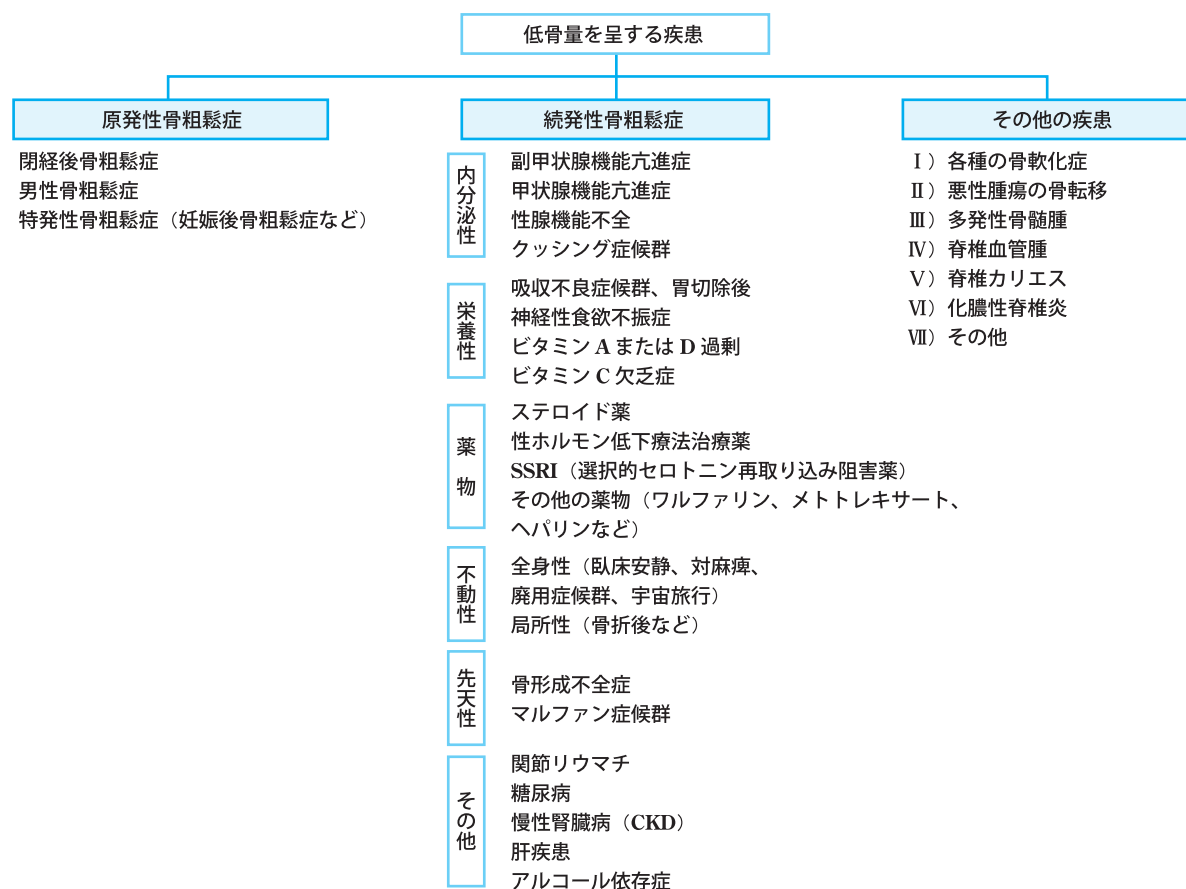 低骨量を呈する疾患
原発性骨粗鬆症
閉経後骨粗鬆症
男性骨粗鬆症
特発性骨粗鬆症（妊娠後骨粗鬆症など）
続発性骨粗鬆症
内分泌性
副甲状腺機能亢進症
甲状腺機能亢進症
性腺機能不全
クッシング症候群
栄養性
吸収不良症候群、胃切除後
神経性食欲不振症
ビタミン A または D 過剰
ビタミン C 欠乏症
薬物
ステロイド薬
性ホルモン低下療法治療薬
SSRI（選択的セロトニン再取り込み阻害薬）
その他の薬物（ワルファリン、メトトレキサート、
ヘパリンなど）
不動性
全身性（臥床安静、対麻痺、
廃用症候群、宇宙旅行）
局所性（骨折後など）
先天性
骨形成不全症
マルファン症候群
その他
関節リウマチ
糖尿病
慢性腎臓病（CKD）
肝疾患
アルコール依存症
その他の疾患
Ⅰ）各種の骨軟化症
Ⅱ）悪性腫瘍の骨転移
Ⅲ）多発性骨髄腫
Ⅳ）脊椎血管腫
Ⅴ）脊椎カリエス
Ⅵ）化膿性脊椎炎
Ⅶ）その他